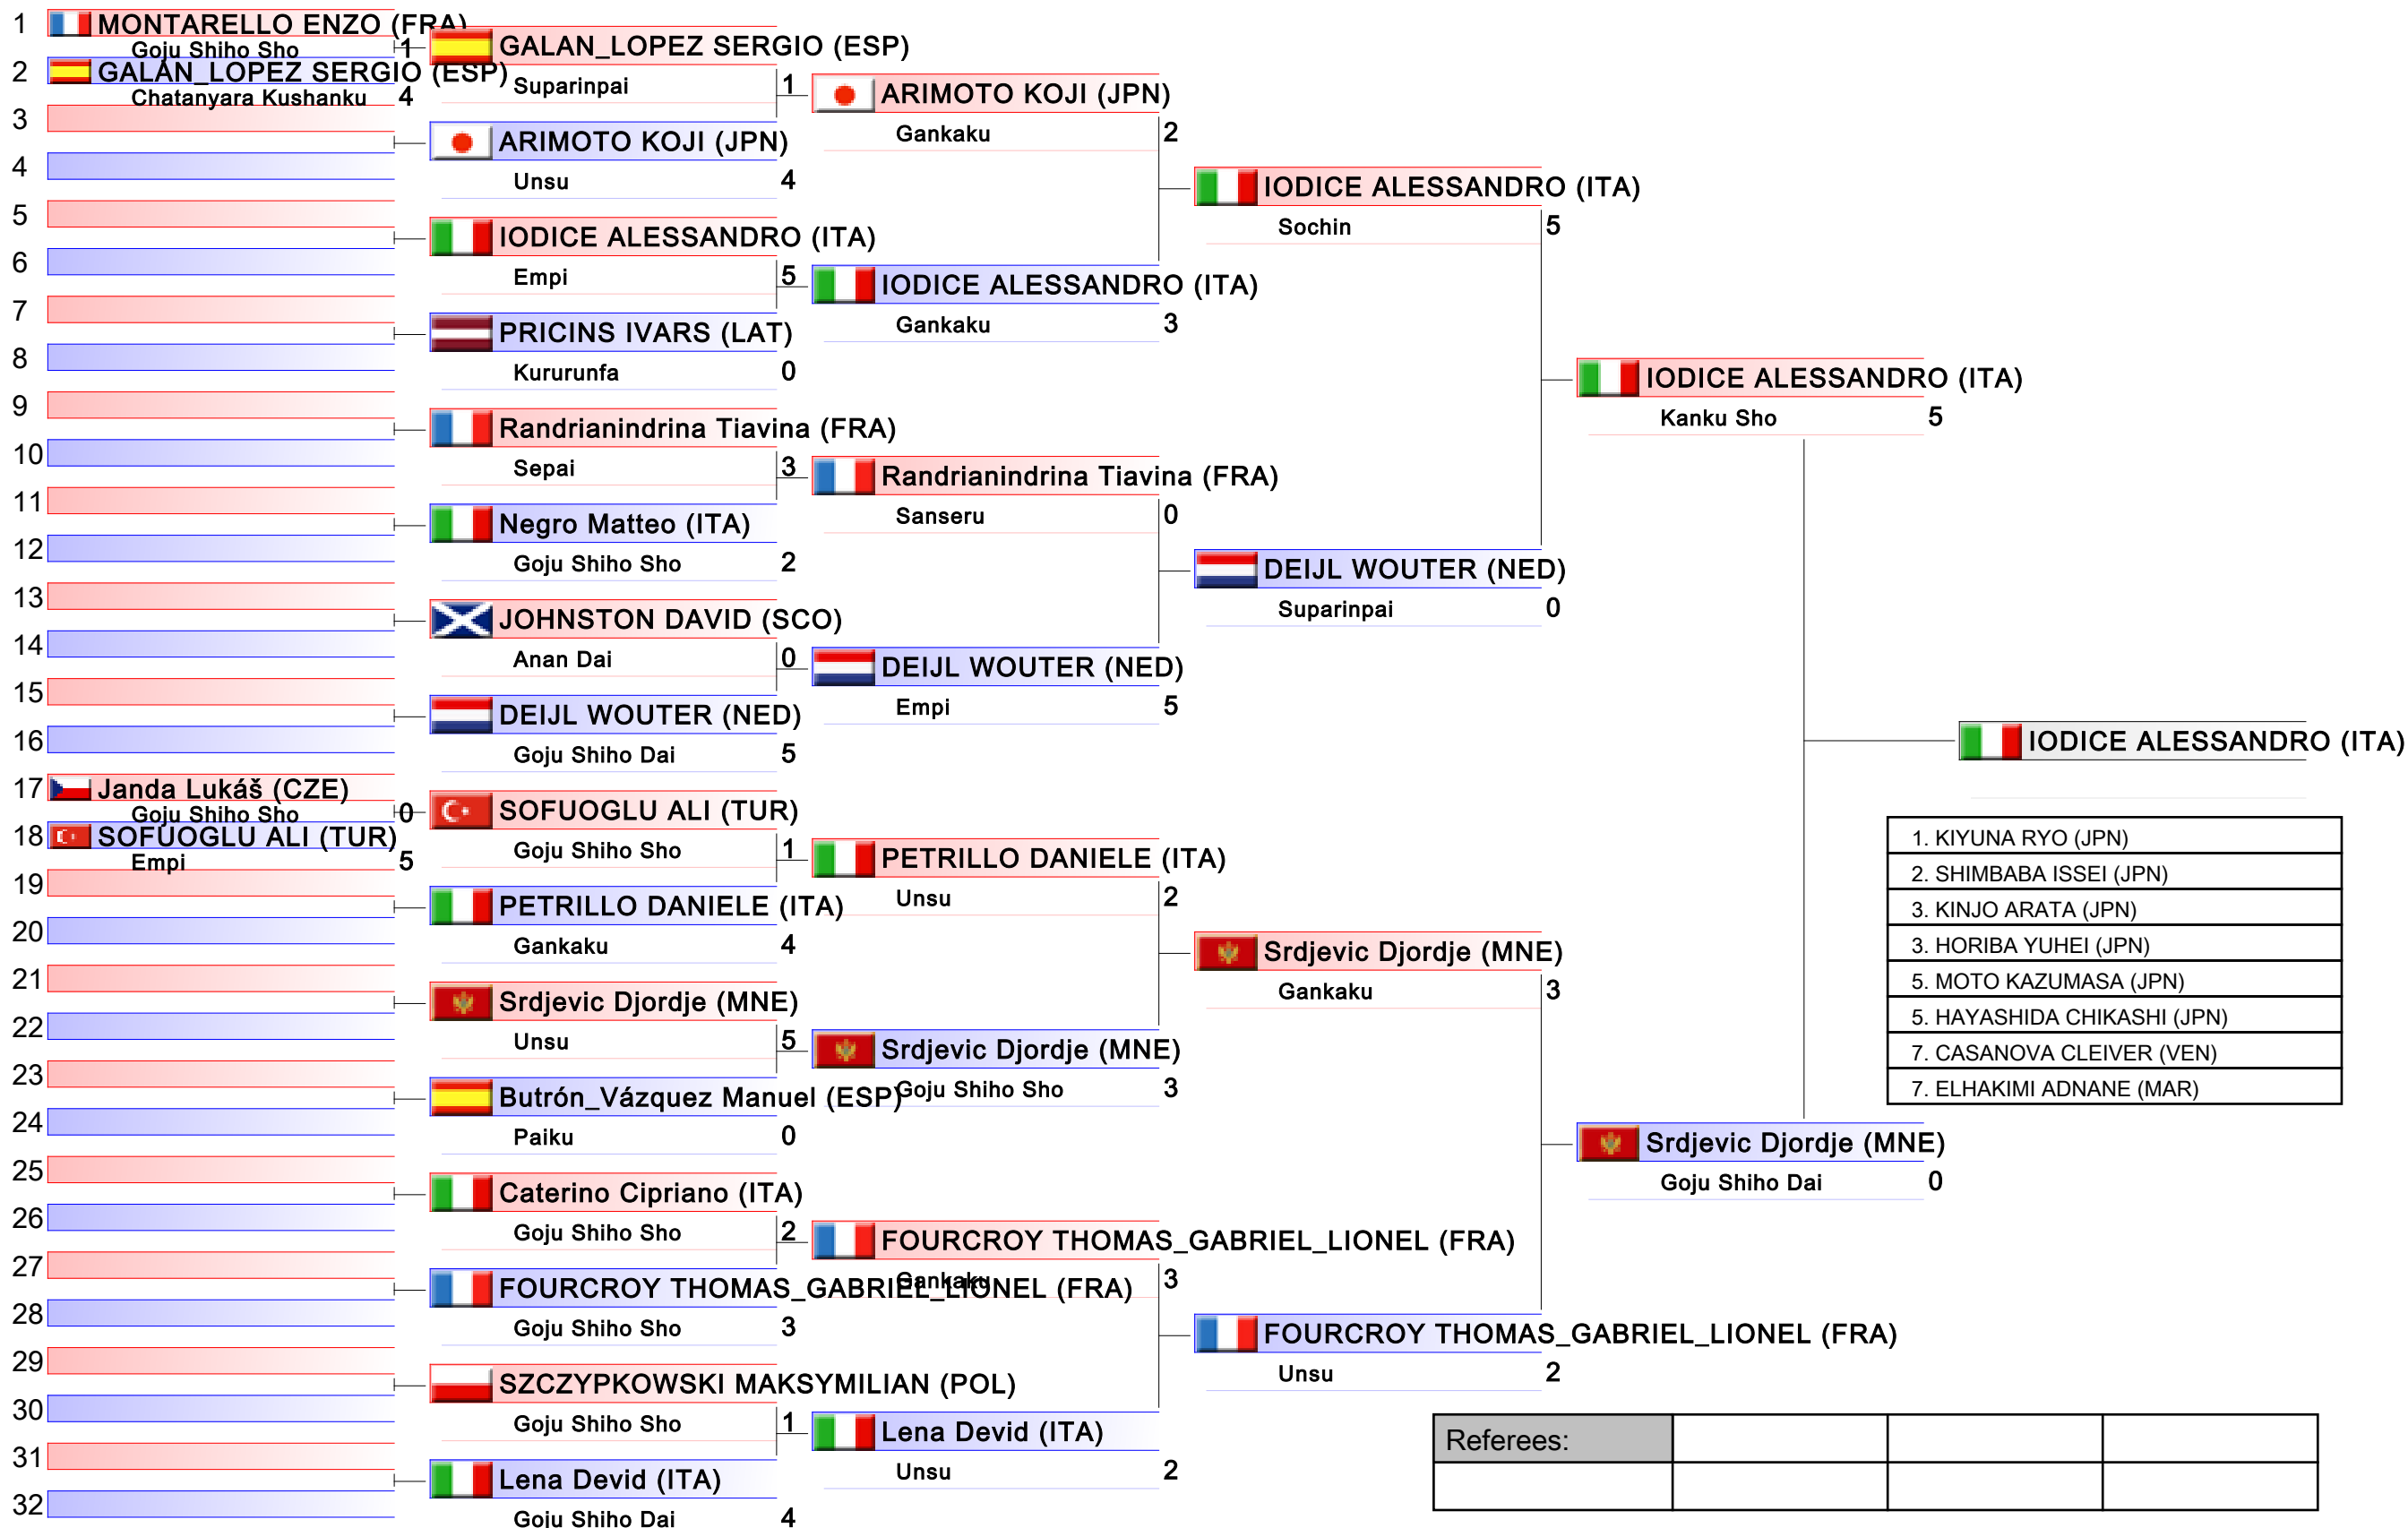 1 MONTARELLO ENZO (FRA)
Goju Shiho Sho 1
2 GALÁN_LOPEZ SERGIO (ESP)
Chatanyara Kushanku 4
3
4
5
6
7
8
9
10
11
12
13
14
15
16
17 Janda Lukáš (CZE)
Goju Shiho Sho 0
18 SOFUOGLU ALI (TUR)
Empi 5
19
20
21
22
23
24
25
26
27
28
29
30
31
32
GALAN_LOPEZ SERGIO (ESP)
Suparinpai 1
ARIMOTO KOJI (JPN)
Unsu 4
IODICE ALESSANDRO (ITA)
Empi 5
PRICINS IVARS (LAT)
Kururunfa 0
Randrianindrina Tiavina (FRA)
Sepai 3
Negro Matteo (ITA)
Goju Shiho Sho 2
JOHNSTON DAVID (SCO)
Anan Dai 0
DEIJL WOUTER (NED)
Goju Shiho Dai 5
SOFUOGLU ALI (TUR)
Goju Shiho Sho 1
PETRILLO DANIELE (ITA)
Gankaku 4
Srdjevic Djordje (MNE)
Unsu 5
Butrón_Vázquez Manuel (ESP)
Paiku 0
Caterino Cipriano (ITA)
Goju Shiho Sho 2
FOURCROY THOMAS_GABRIEL_LIONEL (FRA)
Goju Shiho Sho 3
SZCZYPKOWSKI MAKSYMILIAN (POL)
Goju Shiho Sho 1
Lena Devid (ITA)
Goju Shiho Dai 4
ARIMOTO KOJI (JPN)
Gankaku 2
IODICE ALESSANDRO (ITA)
Gankaku 3
Randrianindrina Tiavina (FRA)
Sanseru 0
DEIJL WOUTER (NED)
Empi 5
PETRILLO DANIELE (ITA)
Unsu 2
Srdjevic Djordje (MNE)
Goju Shiho Sho 3
FOURCROY THOMAS_GABRIEL_LIONEL (FRA)
Gankaku 3
Lena Devid (ITA)
Unsu 2
IODICE ALESSANDRO (ITA)
Sochin 5
DEIJL WOUTER (NED)
Suparinpai 0
Srdjevic Djordje (MNE)
Gankaku 3
FOURCROY THOMAS_GABRIEL_LIONEL (FRA)
Unsu 2
IODICE ALESSANDRO (ITA)
Kanku Sho 5
Srdjevic Djordje (MNE)
Goju Shiho Dai 0
IODICE ALESSANDRO (ITA)
1. KIYUNA RYO (JPN)
2. SHIMBABA ISSEI (JPN)
3. KINJO ARATA (JPN)
3. HORIBA YUHEI (JPN)
5. MOTO KAZUMASA (JPN)
5. HAYASHIDA CHIKASHI (JPN)
7. CASANOVA CLEIVER (VEN)
7. ELHAKIMI ADNANE (MAR)
Referees: